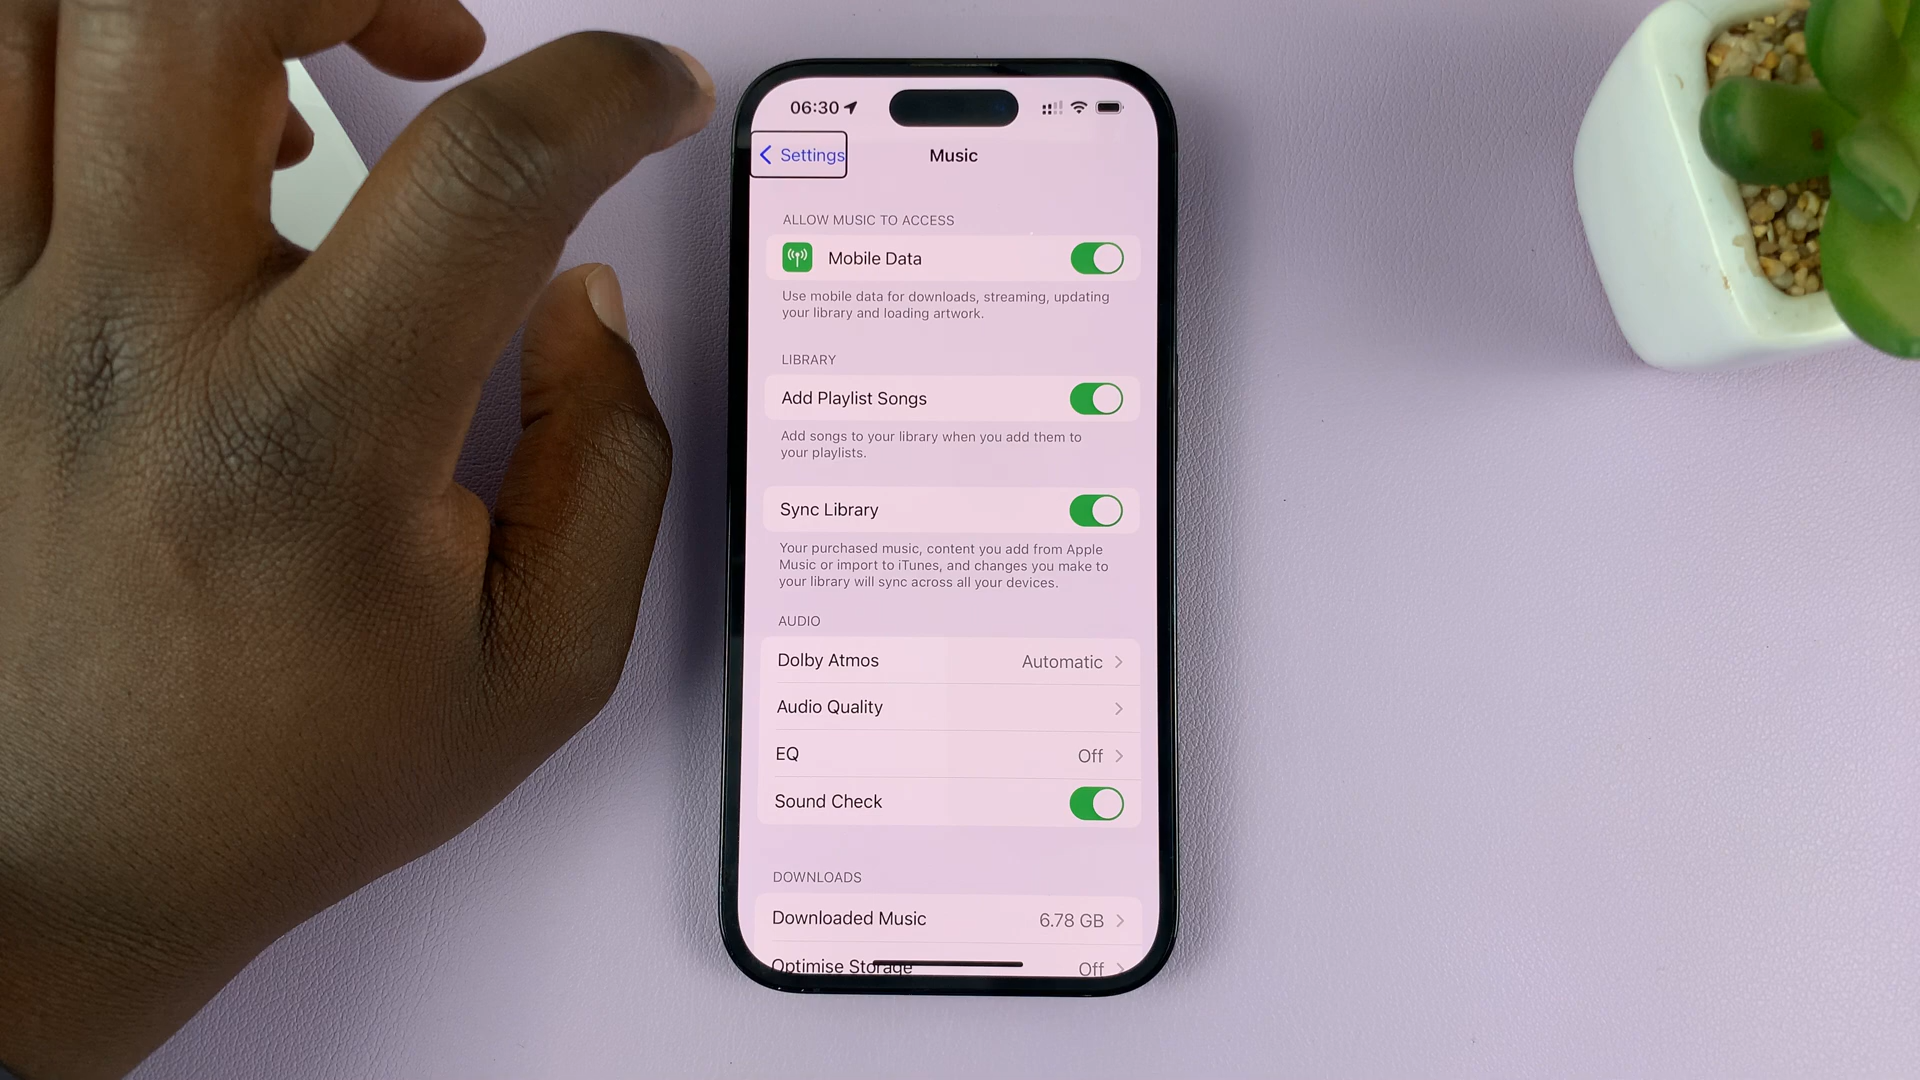 06:30
Settings
Music
ALLOW MUSIC TO ACCESS
Mobile Data
Use mobile data for downloads, streaming, updating
your library and loading artwork.
LIBRARY
Add Playlist Songs
Add songs to your library when you add them to
your playlists.
Sync Library
Your purchased music, content you add from Apple
Music or import to iTunes, and changes you make to
your library will sync across all your devices.
AUDIO
Dolby Atmos Automatic
Audio Quality
EQ Off
Sound Check
DOWNLOADS
Downloaded Music 6.78 GB
Optimise Storage Off